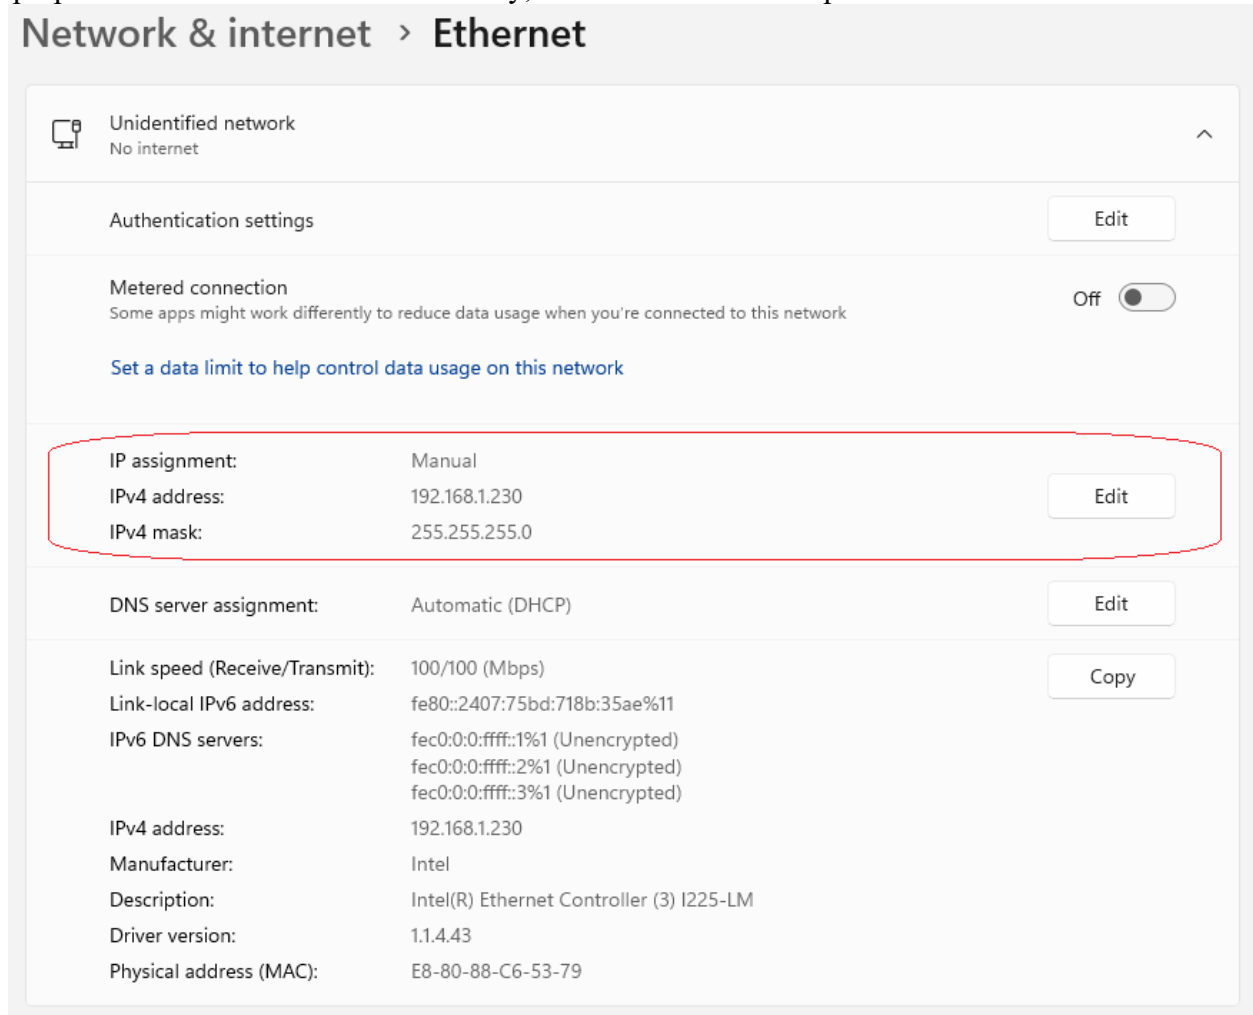 Network & internet > Ethernet
Unidentified network
No internet
Authentication settings Edit
Metered connection
Some apps might work differently to reduce data usage when you're connected to this network
Off
Set a data limit to help control data usage on this network
IP assignment: Manual
IPv4 address: 192.168.1.230 Edit
IPv4 mask: 255.255.255.0
DNS server assignment: Automatic (DHCP) Edit
Link speed (Receive/Transmit): 100/100 (Mbps) Copy
Link-local IPv6 address: fe80::2407:75bd:718b:35ae%11
IPv6 DNS servers: fec0:0:0:ffff::1%1 (Unencrypted)
fec0:0:0:ffff::2%1 (Unencrypted)
fec0:0:0:ffff::3%1 (Unencrypted)
IPv4 address: 192.168.1.230
Manufacturer: Intel
Description: Intel(R) Ethernet Controller (3) I225-LM
Driver version: 1.1.4.43
Physical address (MAC): E8-80-88-C6-53-79